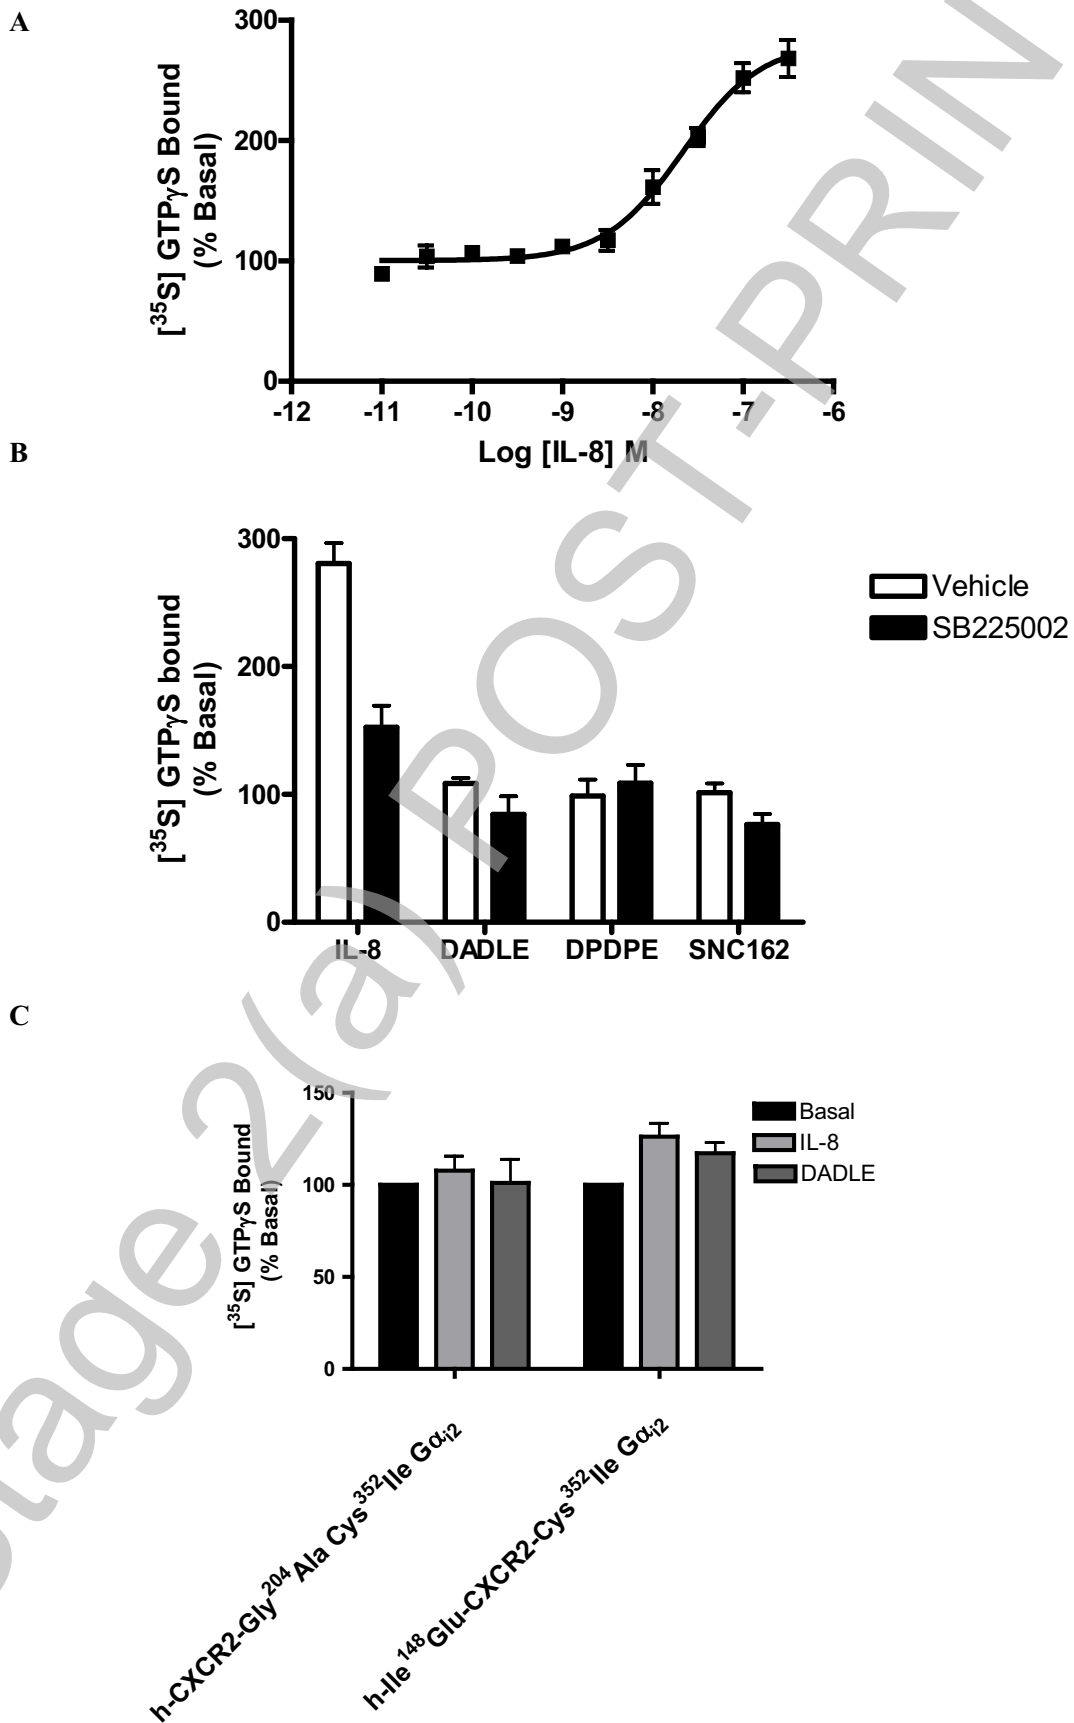 A
300
200
100
0
[³⁵S] GTPγS Bound
(% Basal)
-12 -11 -10 -9 -8 -7 -6
Log [IL-8] M
B
300
200
100
0
[³⁵S] GTPγS bound
(% Basal)
Vehicle
SB225002
IL-8 DADLE DPDPE SNC162
C
150
100
50
0
[³⁵S] GTPγS Bound
(% Basal)
Basal
IL-8
DADLE
h-CXCR2-Gly²⁰⁴Ala Cys³⁵²Ile Gαi2
h-Ile¹⁴⁸Glu-CXCR2-Cys³⁵²Ile Gαi2
tage 2(a) POST-PRIN